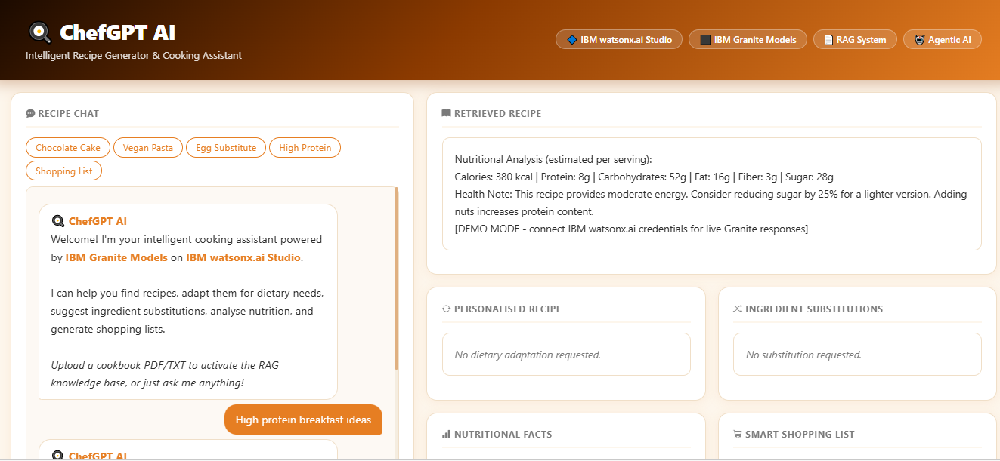 ChefGPT AI
Intelligent Recipe Generator & Cooking Assistant
IBM watsonx.ai Studio
IBM Granite Models
RAG System
Agentic AI
RECIPE CHAT
Chocolate Cake
Vegan Pasta
Egg Substitute
High Protein
Shopping List
ChefGPT AI
Welcome! I'm your intelligent cooking assistant powered
by IBM Granite Models on IBM watsonx.ai Studio.
I can help you find recipes, adapt them for dietary needs,
suggest ingredient substitutions, analyse nutrition, and
generate shopping lists.
Upload a cookbook PDF/TXT to activate the RAG
knowledge base, or just ask me anything!
High protein breakfast ideas
ChefGPT AI
RETRIEVED RECIPE
Nutritional Analysis (estimated per serving):
Calories: 380 kcal | Protein: 8g | Carbohydrates: 52g | Fat: 16g | Fiber: 3g | Sugar: 28g
Health Note: This recipe provides moderate energy. Consider reducing sugar by 25% for a lighter version. Adding
nuts increases protein content.
[DEMO MODE - connect IBM watsonx.ai credentials for live Granite responses]
PERSONALISED RECIPE
No dietary adaptation requested.
INGREDIENT SUBSTITUTIONS
No substitution requested.
NUTRITIONAL FACTS
SMART SHOPPING LIST